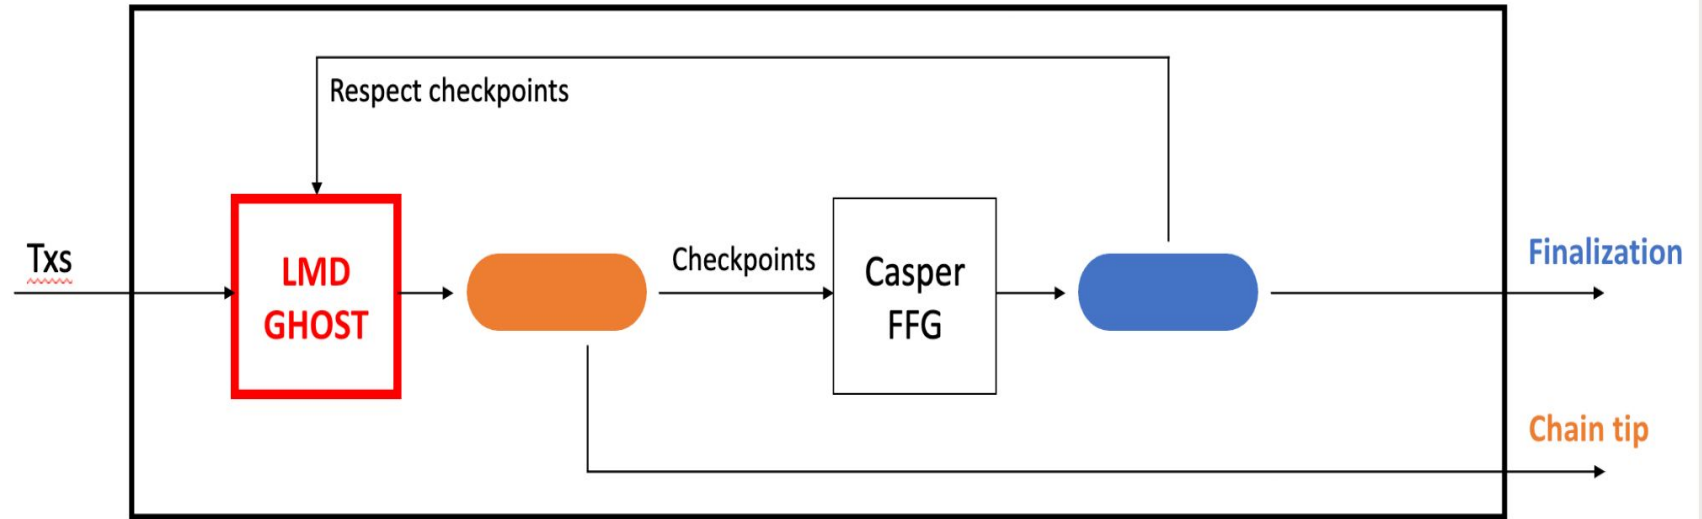 Respect checkpoints
Txs
LMD
GHOST
Checkpoints
Casper
FFG
Finalization
Chain tip